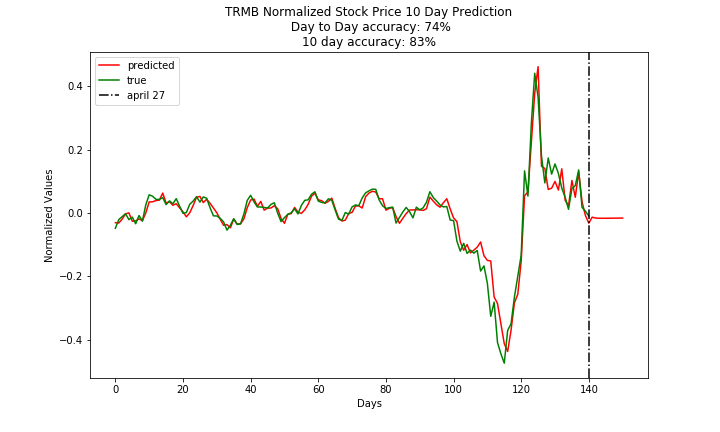 TRMB Normalized Stock Price 10 Day Prediction
Day to Day accuracy: 74%
10 day accuracy: 83%
predicted
true
april 27
Normalized Values
0.4
0.2
0.0
−0.2
−0.4
0 20 40 60 80 100 120 140
Days